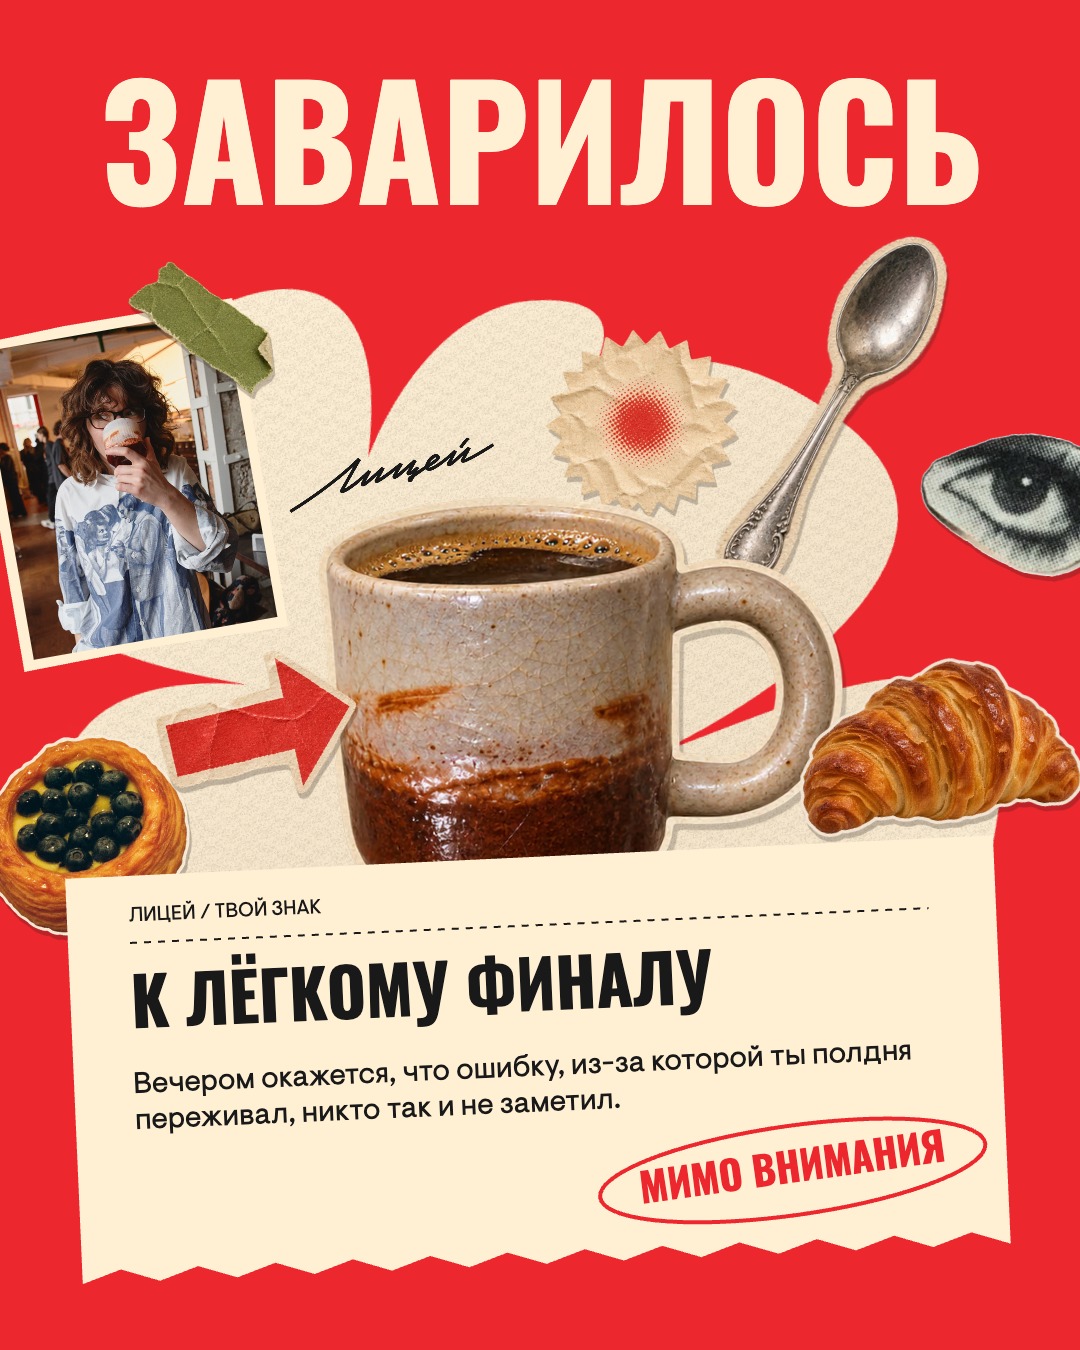 ЗАВАРИЛОСЬ
Лицей
ЛИЦЕЙ / ТВОЙ ЗНАК
К ЛЁГКОМУ ФИНАЛУ
Вечером окажется, что ошибку, из-за которой ты полдня
переживал, никто так и не заметил.
МИМО ВНИМАНИЯ